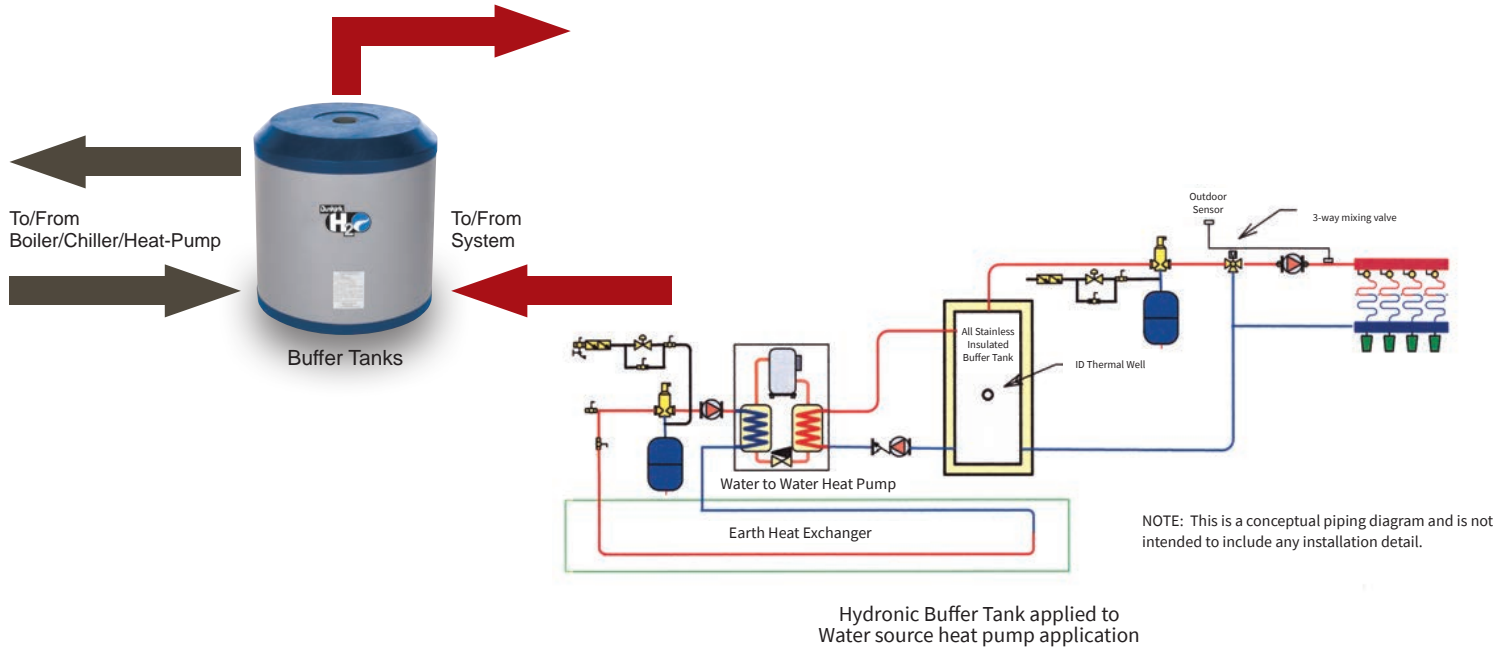 To/From
Boiler/Chiller/Heat-Pump
H2O
To/From
System
Buffer Tanks
Outdoor
Sensor
3-way mixing valve
All Stainless
Insulated
Buffer Tank
ID Thermal Well
Water to Water Heat Pump
Earth Heat Exchanger
NOTE: This is a conceptual piping diagram and is not
intended to include any installation detail.
Hydronic Buffer Tank applied to
Water source heat pump application